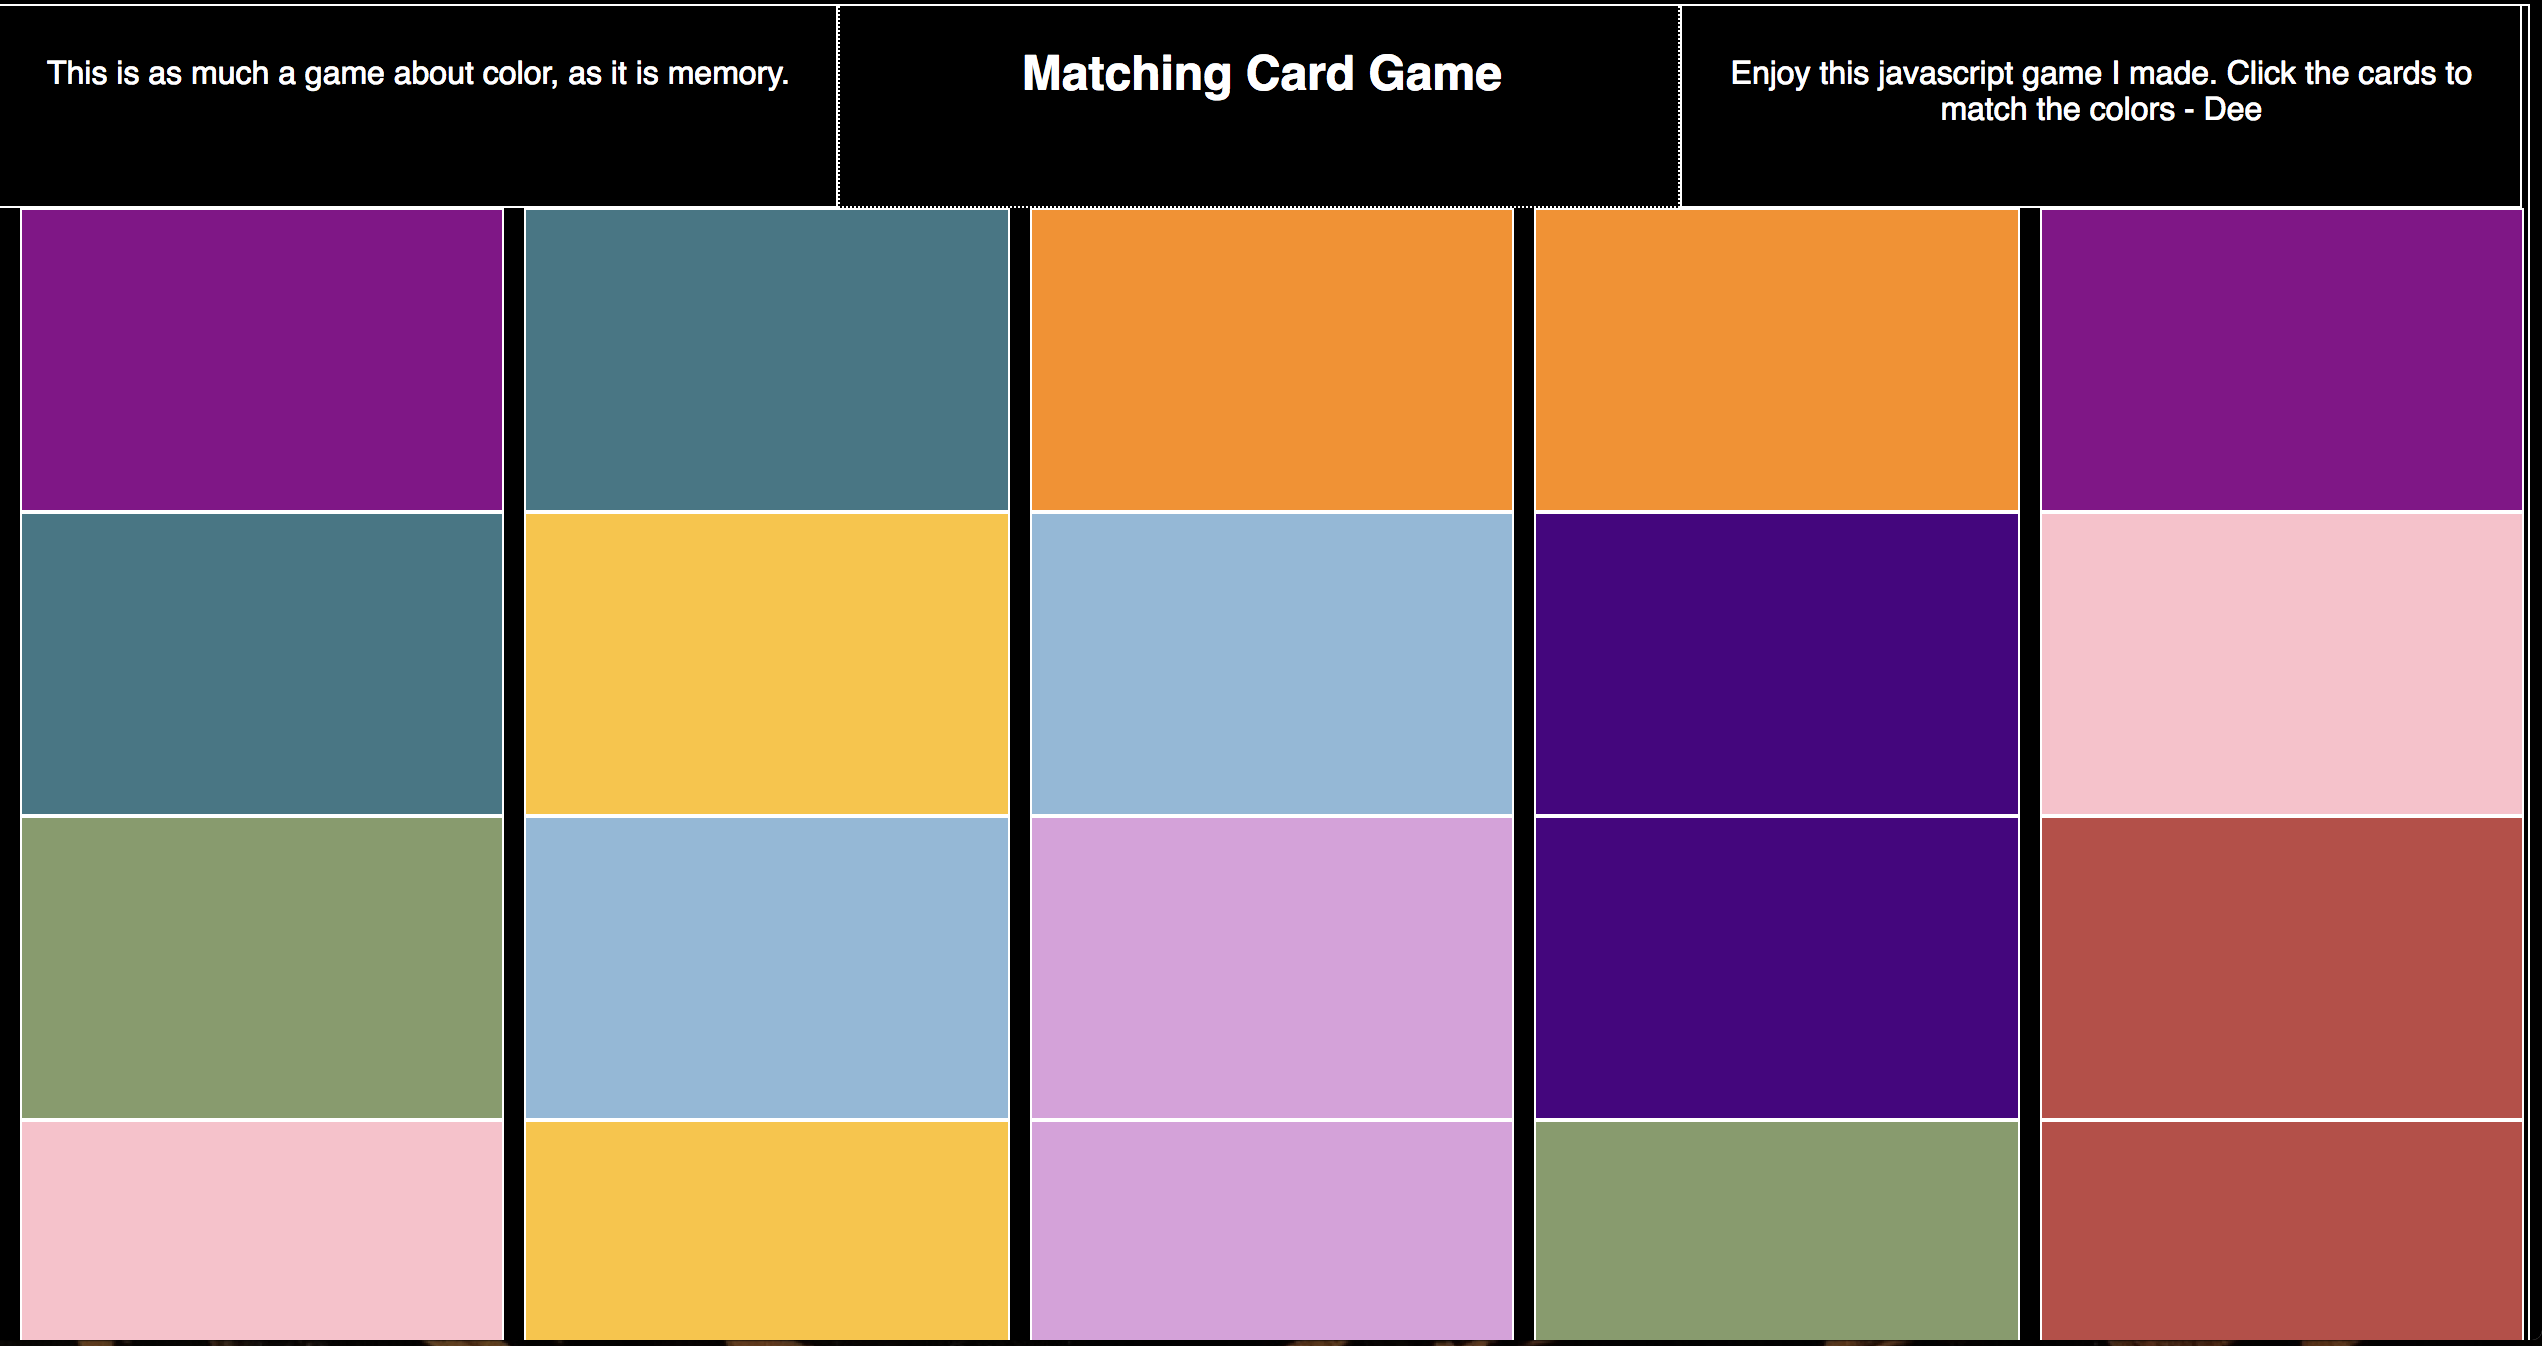 This is as much a game about color, as it is memory.
Matching Card Game
Enjoy this javascript game I made. Click the cards to
match the colors - Dee